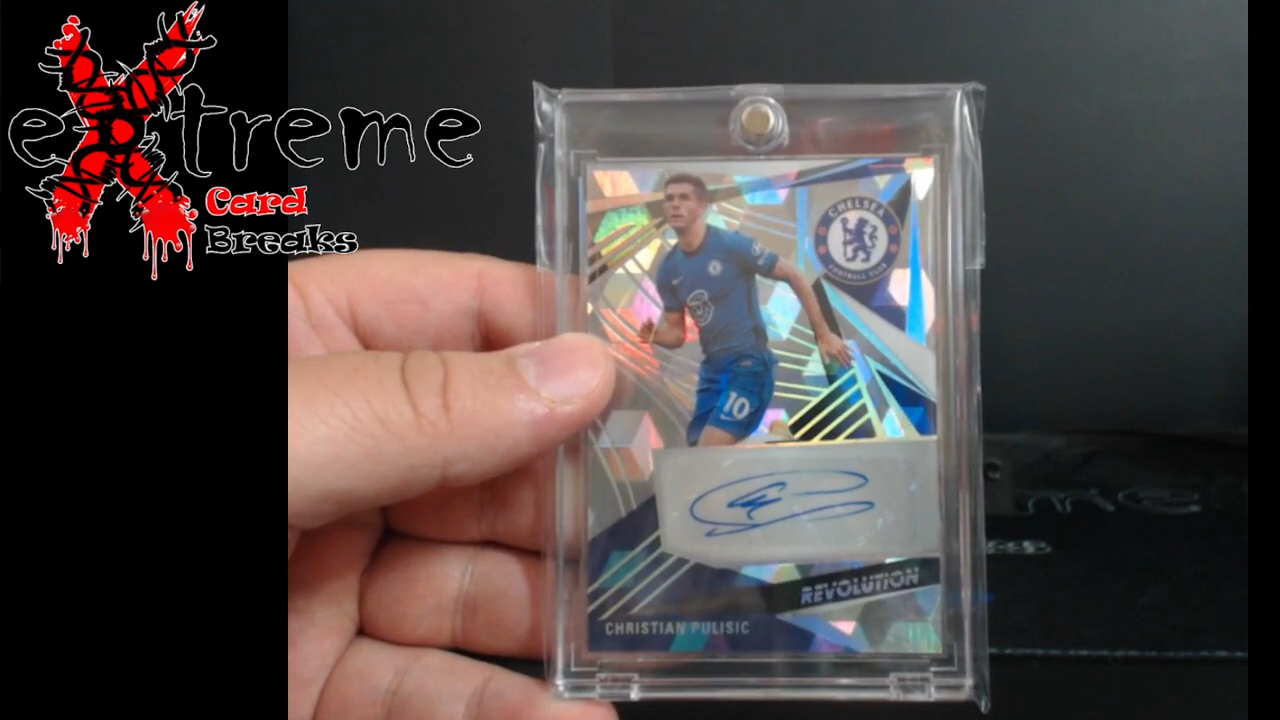 extreme
Card
Breaks
CHELSEA
FOOTBALL CLUB
10
REVOLUTION
CHRISTIAN PULISIC